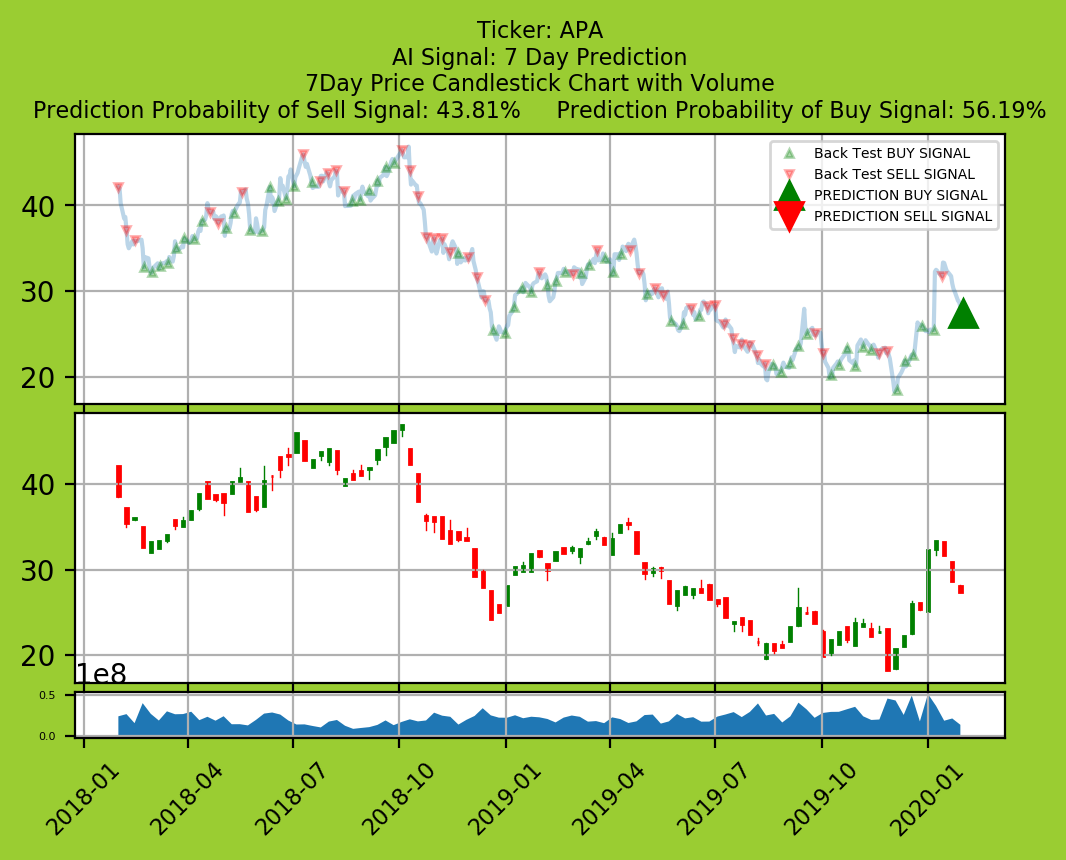 Ticker: APA
AI Signal: 7 Day Prediction
7Day Price Candlestick Chart with Volume
Prediction Probability of Sell Signal: 43.81%     Prediction Probability of Buy Signal: 56.19%
Back Test BUY SIGNAL
Back Test SELL SIGNAL
PREDICTION BUY SIGNAL
PREDICTION SELL SIGNAL
40
30
20
40
30
20
1e8
0.5
0.0
2018-01 2018-04 2018-07 2018-10 2019-01 2019-04 2019-07 2019-10 2020-01